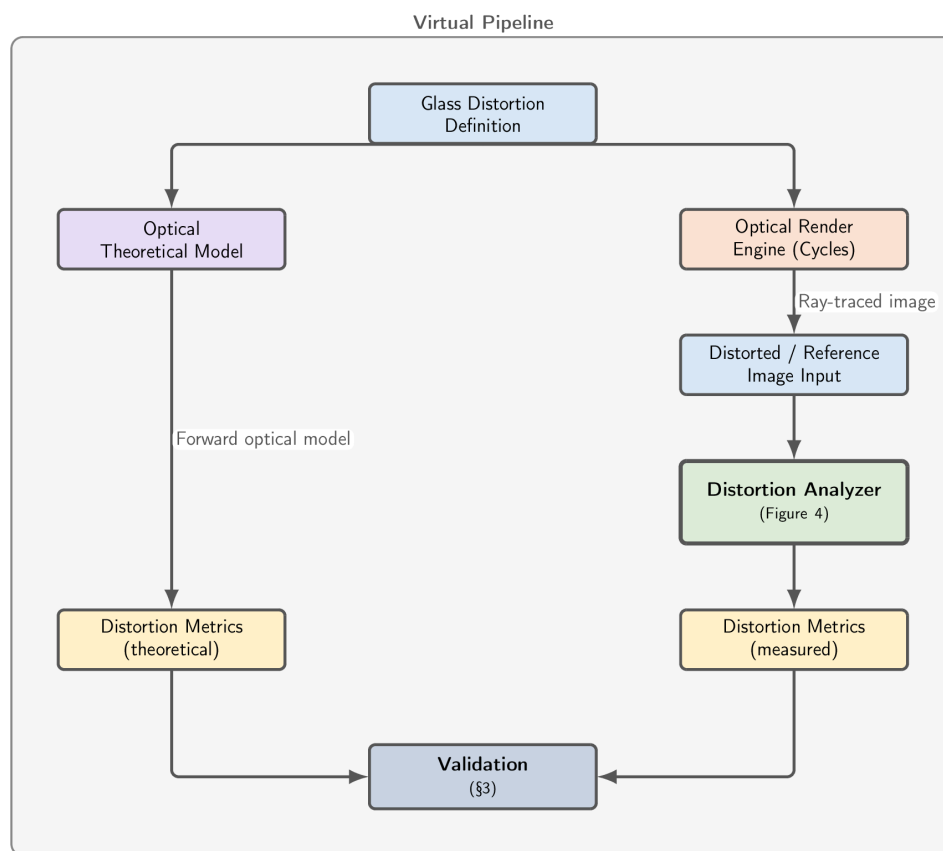 Virtual Pipeline
Glass Distortion
Definition
Optical
Theoretical Model
Optical Render
Engine (Cycles)
Ray-traced image
Distorted / Reference
Image Input
Forward optical model
Distortion Analyzer
(Figure 4)
Distortion Metrics
(theoretical)
Distortion Metrics
(measured)
Validation
(§3)